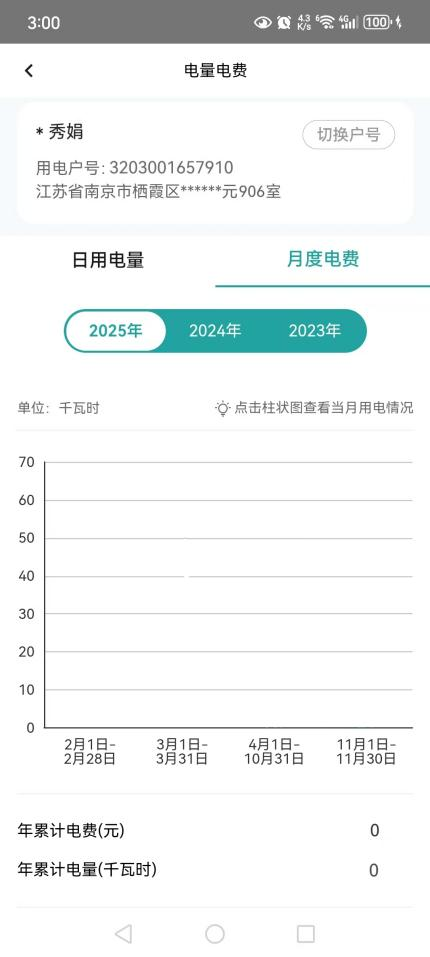 3:00
4.3 K/s
6
4G
100
电量电费
* 秀娟
切换户号
用电户号: 3203001657910
江苏省南京市栖霞区******元906室
日用电量
月度电费
2025年
2024年
2023年
单位：千瓦时
点击柱状图查看当月用电情况
70
60
50
40
30
20
10
0
2月1日-
2月28日
3月1日-
3月31日
4月1日-
10月31日
11月1日-
11月30日
年累计电费(元)
0
年累计电量(千瓦时)
0